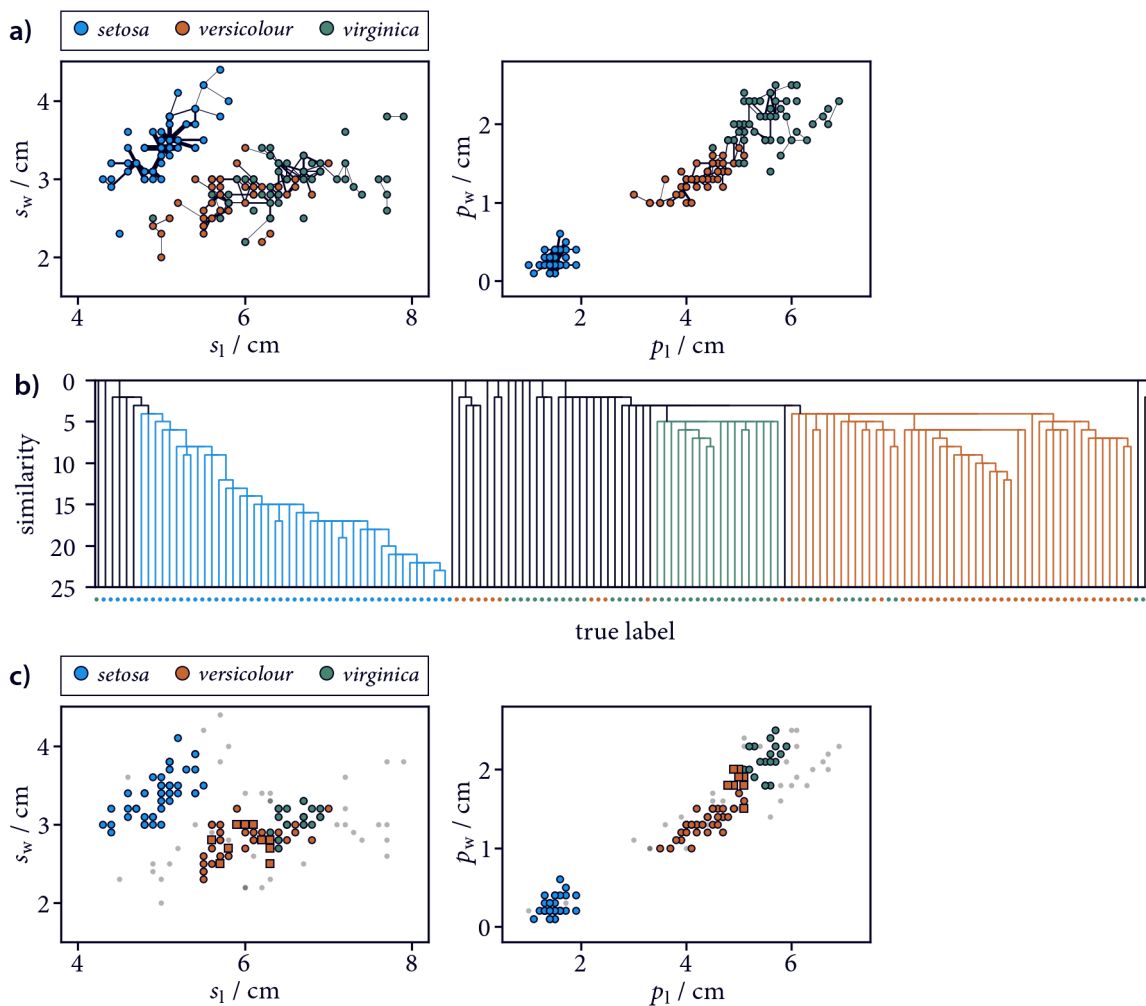 a)
setosa versicolour virginica
s_w / cm
4
3
2
4 6 8
s_l / cm
p_w / cm
2
1
0
2 4 6
p_l / cm
b)
similarity
0
5
10
15
20
25
true label
c)
setosa versicolour virginica
s_w / cm
4
3
2
4 6 8
s_l / cm
p_w / cm
2
1
0
2 4 6
p_l / cm